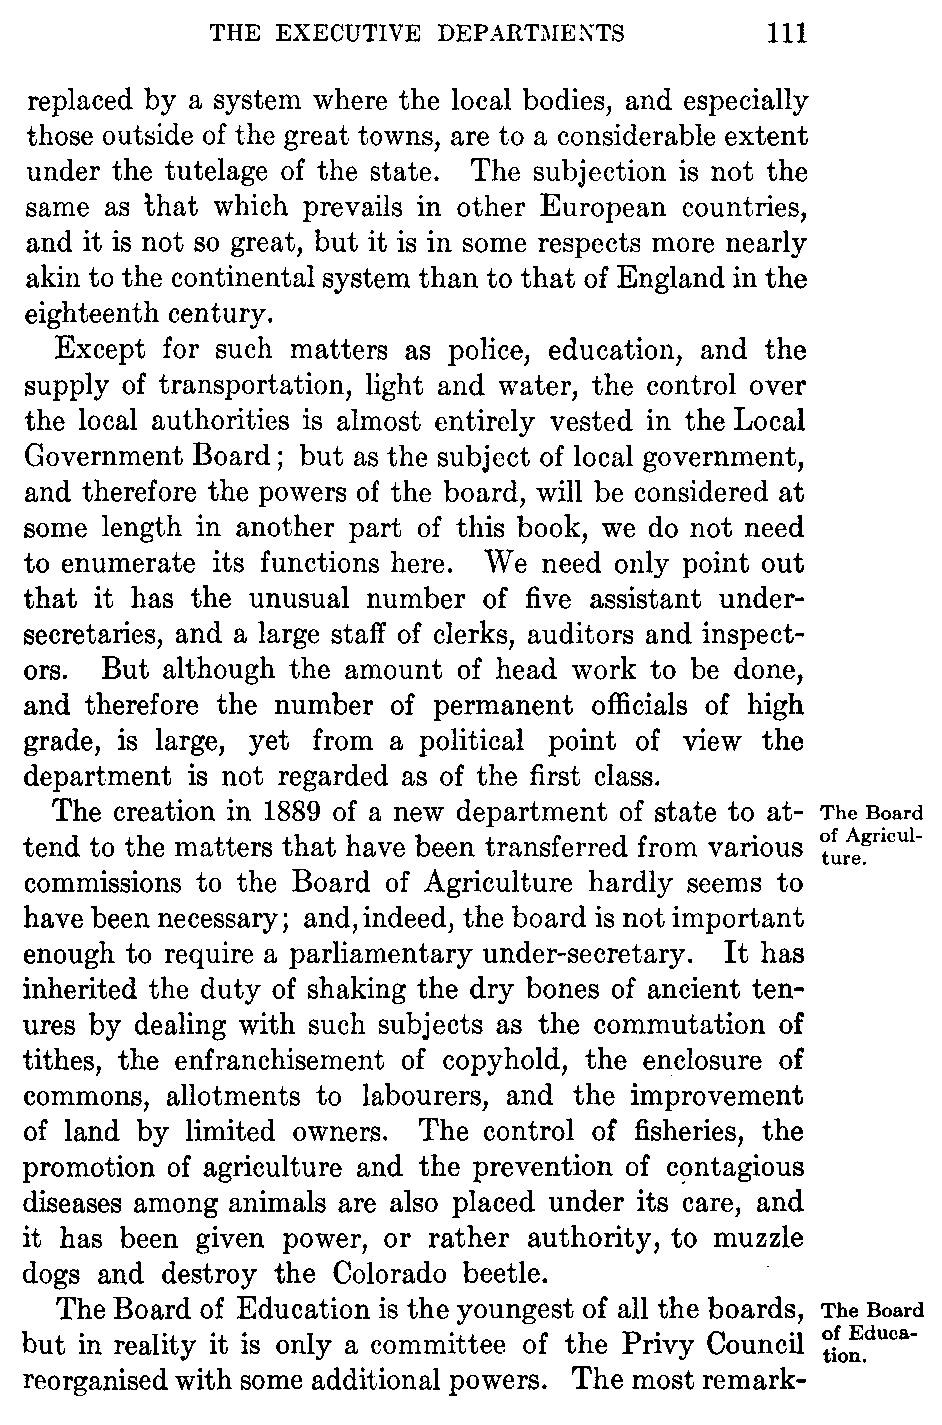 THE EXECUTIVE DEPARTMENTS 111
replaced by a system where the local bodies, and especially
those outside of the great towns, are to a considerable extent
under the tutelage of the state. The subjection is not the
same as that which prevails in other European countries,
and it is not so great, but it is in some respects more nearly
akin to the continental system than to that of England in the
eighteenth century.
Except for such matters as police, education, and the
supply of transportation, light and water, the control over
the local authorities is almost entirely vested in the Local
Government Board; but as the subject of local government,
and therefore the powers of the board, will be considered at
some length in another part of this book, we do not need
to enumerate its functions here. We need only point out
that it has the unusual number of five assistant under-
secretaries, and a large staff of clerks, auditors and inspect-
ors. But although the amount of head work to be done,
and therefore the number of permanent officials of high
grade, is large, yet from a political point of view the
department is not regarded as of the first class.
The creation in 1889 of a new department of state to at-
tend to the matters that have been transferred from various
commissions to the Board of Agriculture hardly seems to
have been necessary; and, indeed, the board is not important
enough to require a parliamentary under-secretary. It has
inherited the duty of shaking the dry bones of ancient ten-
ures by dealing with such subjects as the commutation of
tithes, the enfranchisement of copyhold, the enclosure of
commons, allotments to labourers, and the improvement
of land by limited owners. The control of fisheries, the
promotion of agriculture and the prevention of contagious
diseases among animals are also placed under its care, and
it has been given power, or rather authority, to muzzle
dogs and destroy the Colorado beetle.
The Board
of Agricul-
ture.
The Board of Education is the youngest of all the boards,
but in reality it is only a committee of the Privy Council
reorganised with some additional powers. The most remark-
The Board
of Educa-
tion.